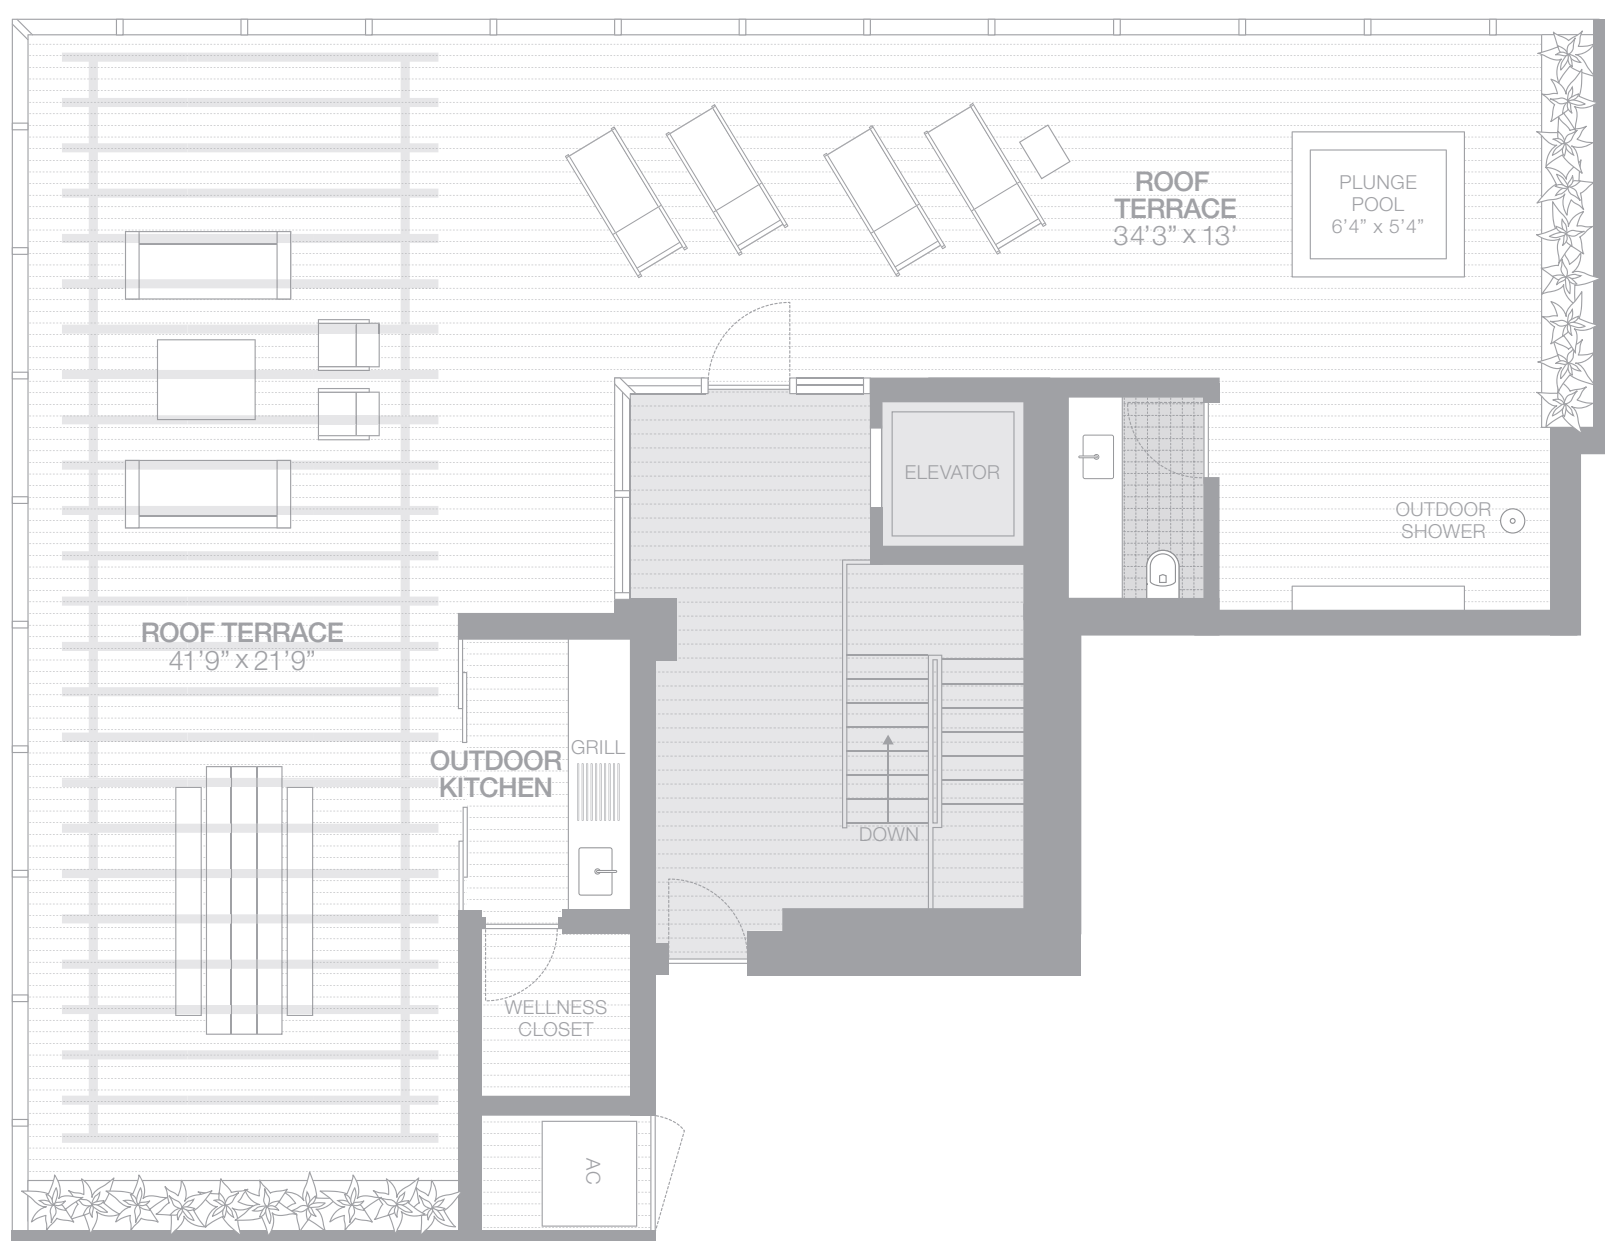 ROOF
TERRACE
34’3” X 13’
PLUNGE
POOL
6’4” x 5’4”
ELEVATOR
OUTDOOR
SHOWER
ROOF TERRACE
41’9” X 21’9”
OUTDOOR
KITCHEN
GRILL
DOWN
WELLNESS
CLOSET
AC